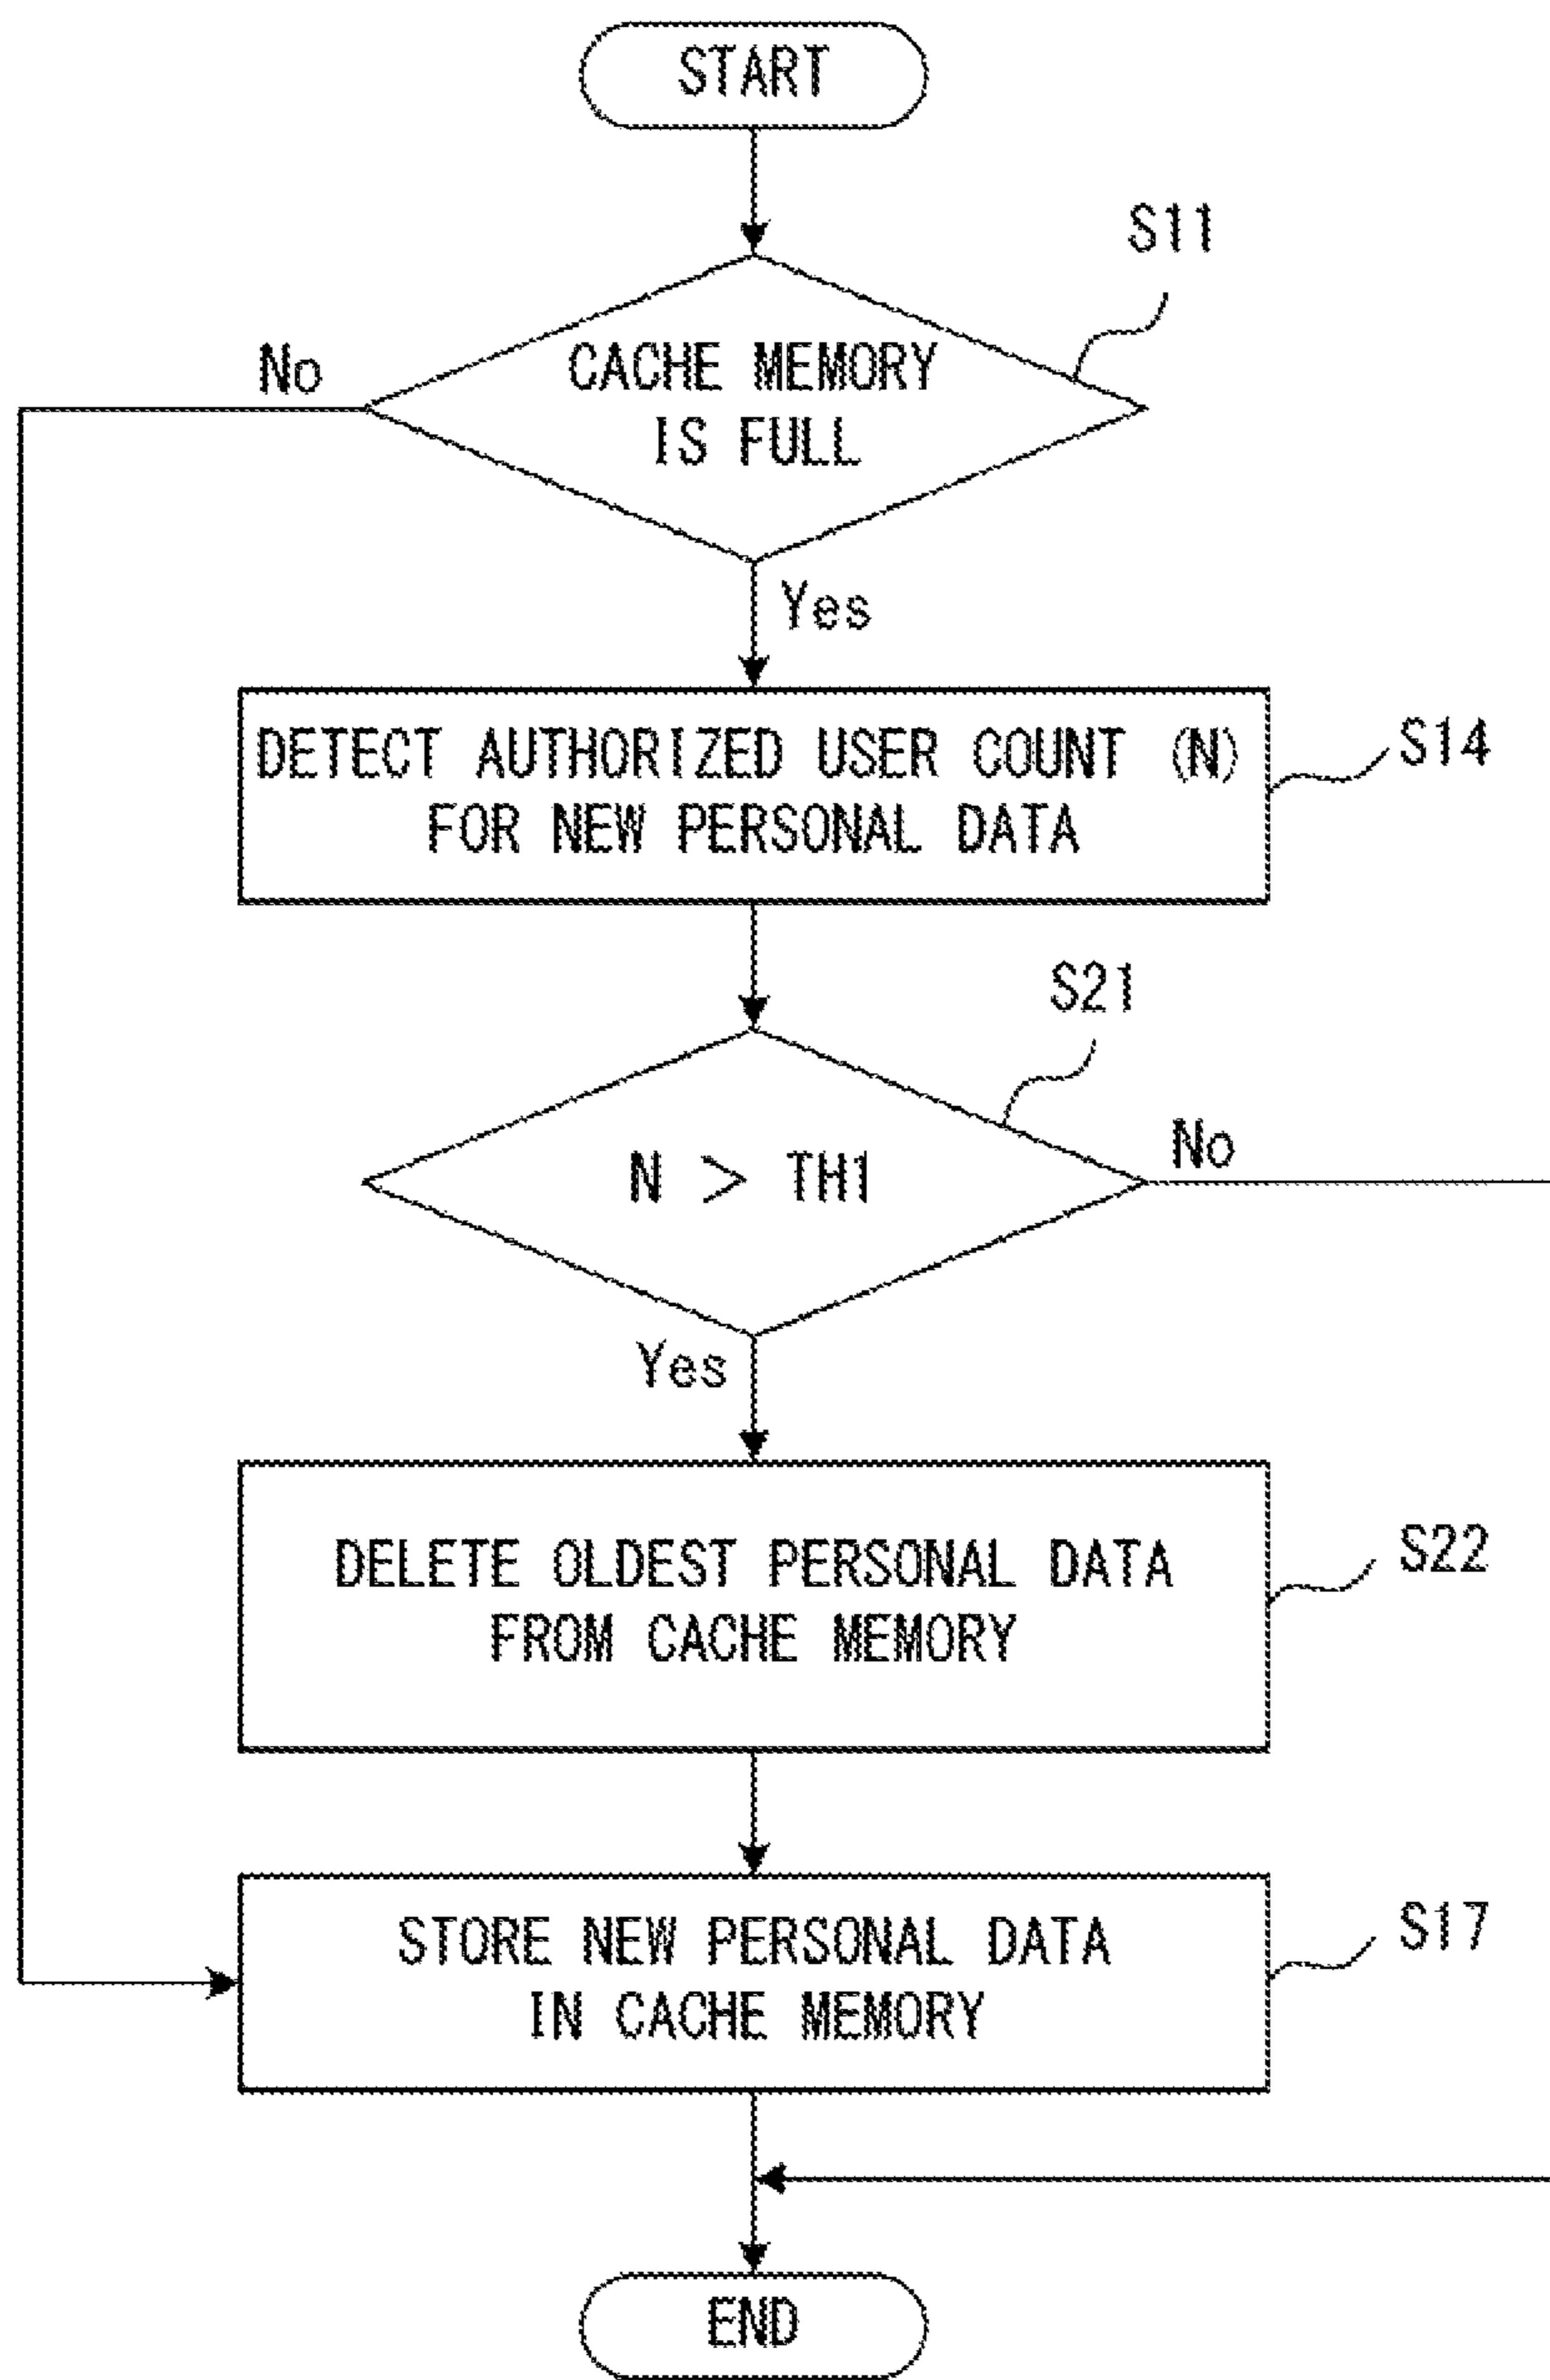 START
S11
No
CACHE MEMORY
IS FULL
Yes
DETECT AUTHORIZED USER COUNT (N)
FOR NEW PERSONAL DATA
S14
S21
N > TH1
No
Yes
DELETE OLDEST PERSONAL DATA
FROM CACHE MEMORY
S22
STORE NEW PERSONAL DATA
IN CACHE MEMORY
S17
END